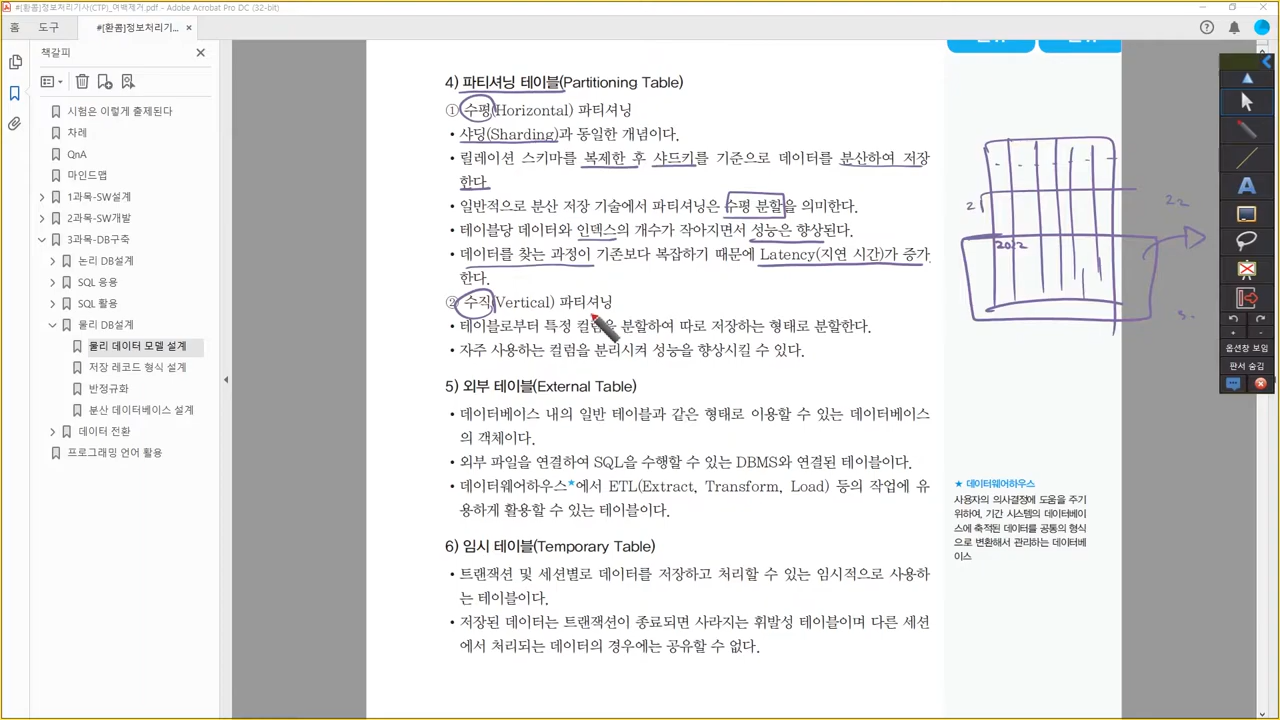 #[환콤]정보처리기사(CTP)_여백제거.pdf - Adobe Acrobat Pro DC (32-bit)
홈 도구 #[환콤]정보처리기... ×
책갈피
시험은 이렇게 출제된다
차례
QnA
마인드맵
1과목-SW설계
2과목-SW개발
3과목-DB구축
논리 DB설계
SQL 응용
SQL 활용
물리 DB설계
물리 데이터 모델 설계
저장 레코드 형식 설계
반정규화
분산 데이터베이스 설계
데이터 전환
프로그래밍 언어 활용
4) 파티셔닝 테이블(Partitioning Table)
① 수평(Horizontal) 파티셔닝
• 샤딩(Sharding)과 동일한 개념이다.
• 릴레이션 스키마를 복제한 후 샤드키를 기준으로 데이터를 분산하여 저장
한다.
• 일반적으로 분산 저장 기술에서 파티셔닝은 수평 분할을 의미한다.
• 테이블당 데이터와 인덱스의 개수가 작아지면서 성능은 향상된다.
• 데이터를 찾는 과정이 기존보다 복잡하기 때문에 Latency(지연 시간)가 증가
한다.
② 수직(Vertical) 파티셔닝
• 테이블로부터 특정 컬럼을 분할하여 따로 저장하는 형태로 분할한다.
• 자주 사용하는 컬럼을 분리시켜 성능을 향상시킬 수 있다.
5) 외부 테이블(External Table)
• 데이터베이스 내의 일반 테이블과 같은 형태로 이용할 수 있는 데이터베이스
의 객체이다.
• 외부 파일을 연결하여 SQL을 수행할 수 있는 DBMS와 연결된 테이블이다.
• 데이터웨어하우스★에서 ETL(Extract, Transform, Load) 등의 작업에 유
용하게 활용할 수 있는 테이블이다.
6) 임시 테이블(Temporary Table)
• 트랜잭션 및 세션별로 데이터를 저장하고 처리할 수 있는 임시적으로 사용하
는 테이블이다.
• 저장된 데이터는 트랜잭션이 종료되면 사라지는 휘발성 테이블이며 다른 세션
에서 처리되는 데이터의 경우에는 공유할 수 없다.
2022
22
★ 데이터웨어하우스
사용자의 의사결정에 도움을 주기
위하여, 기간 시스템의 데이터베이
스에 축적된 데이터를 공통의 형식
으로 변환해서 관리하는 데이터베
이스
옵션창 보임
판서 숨김